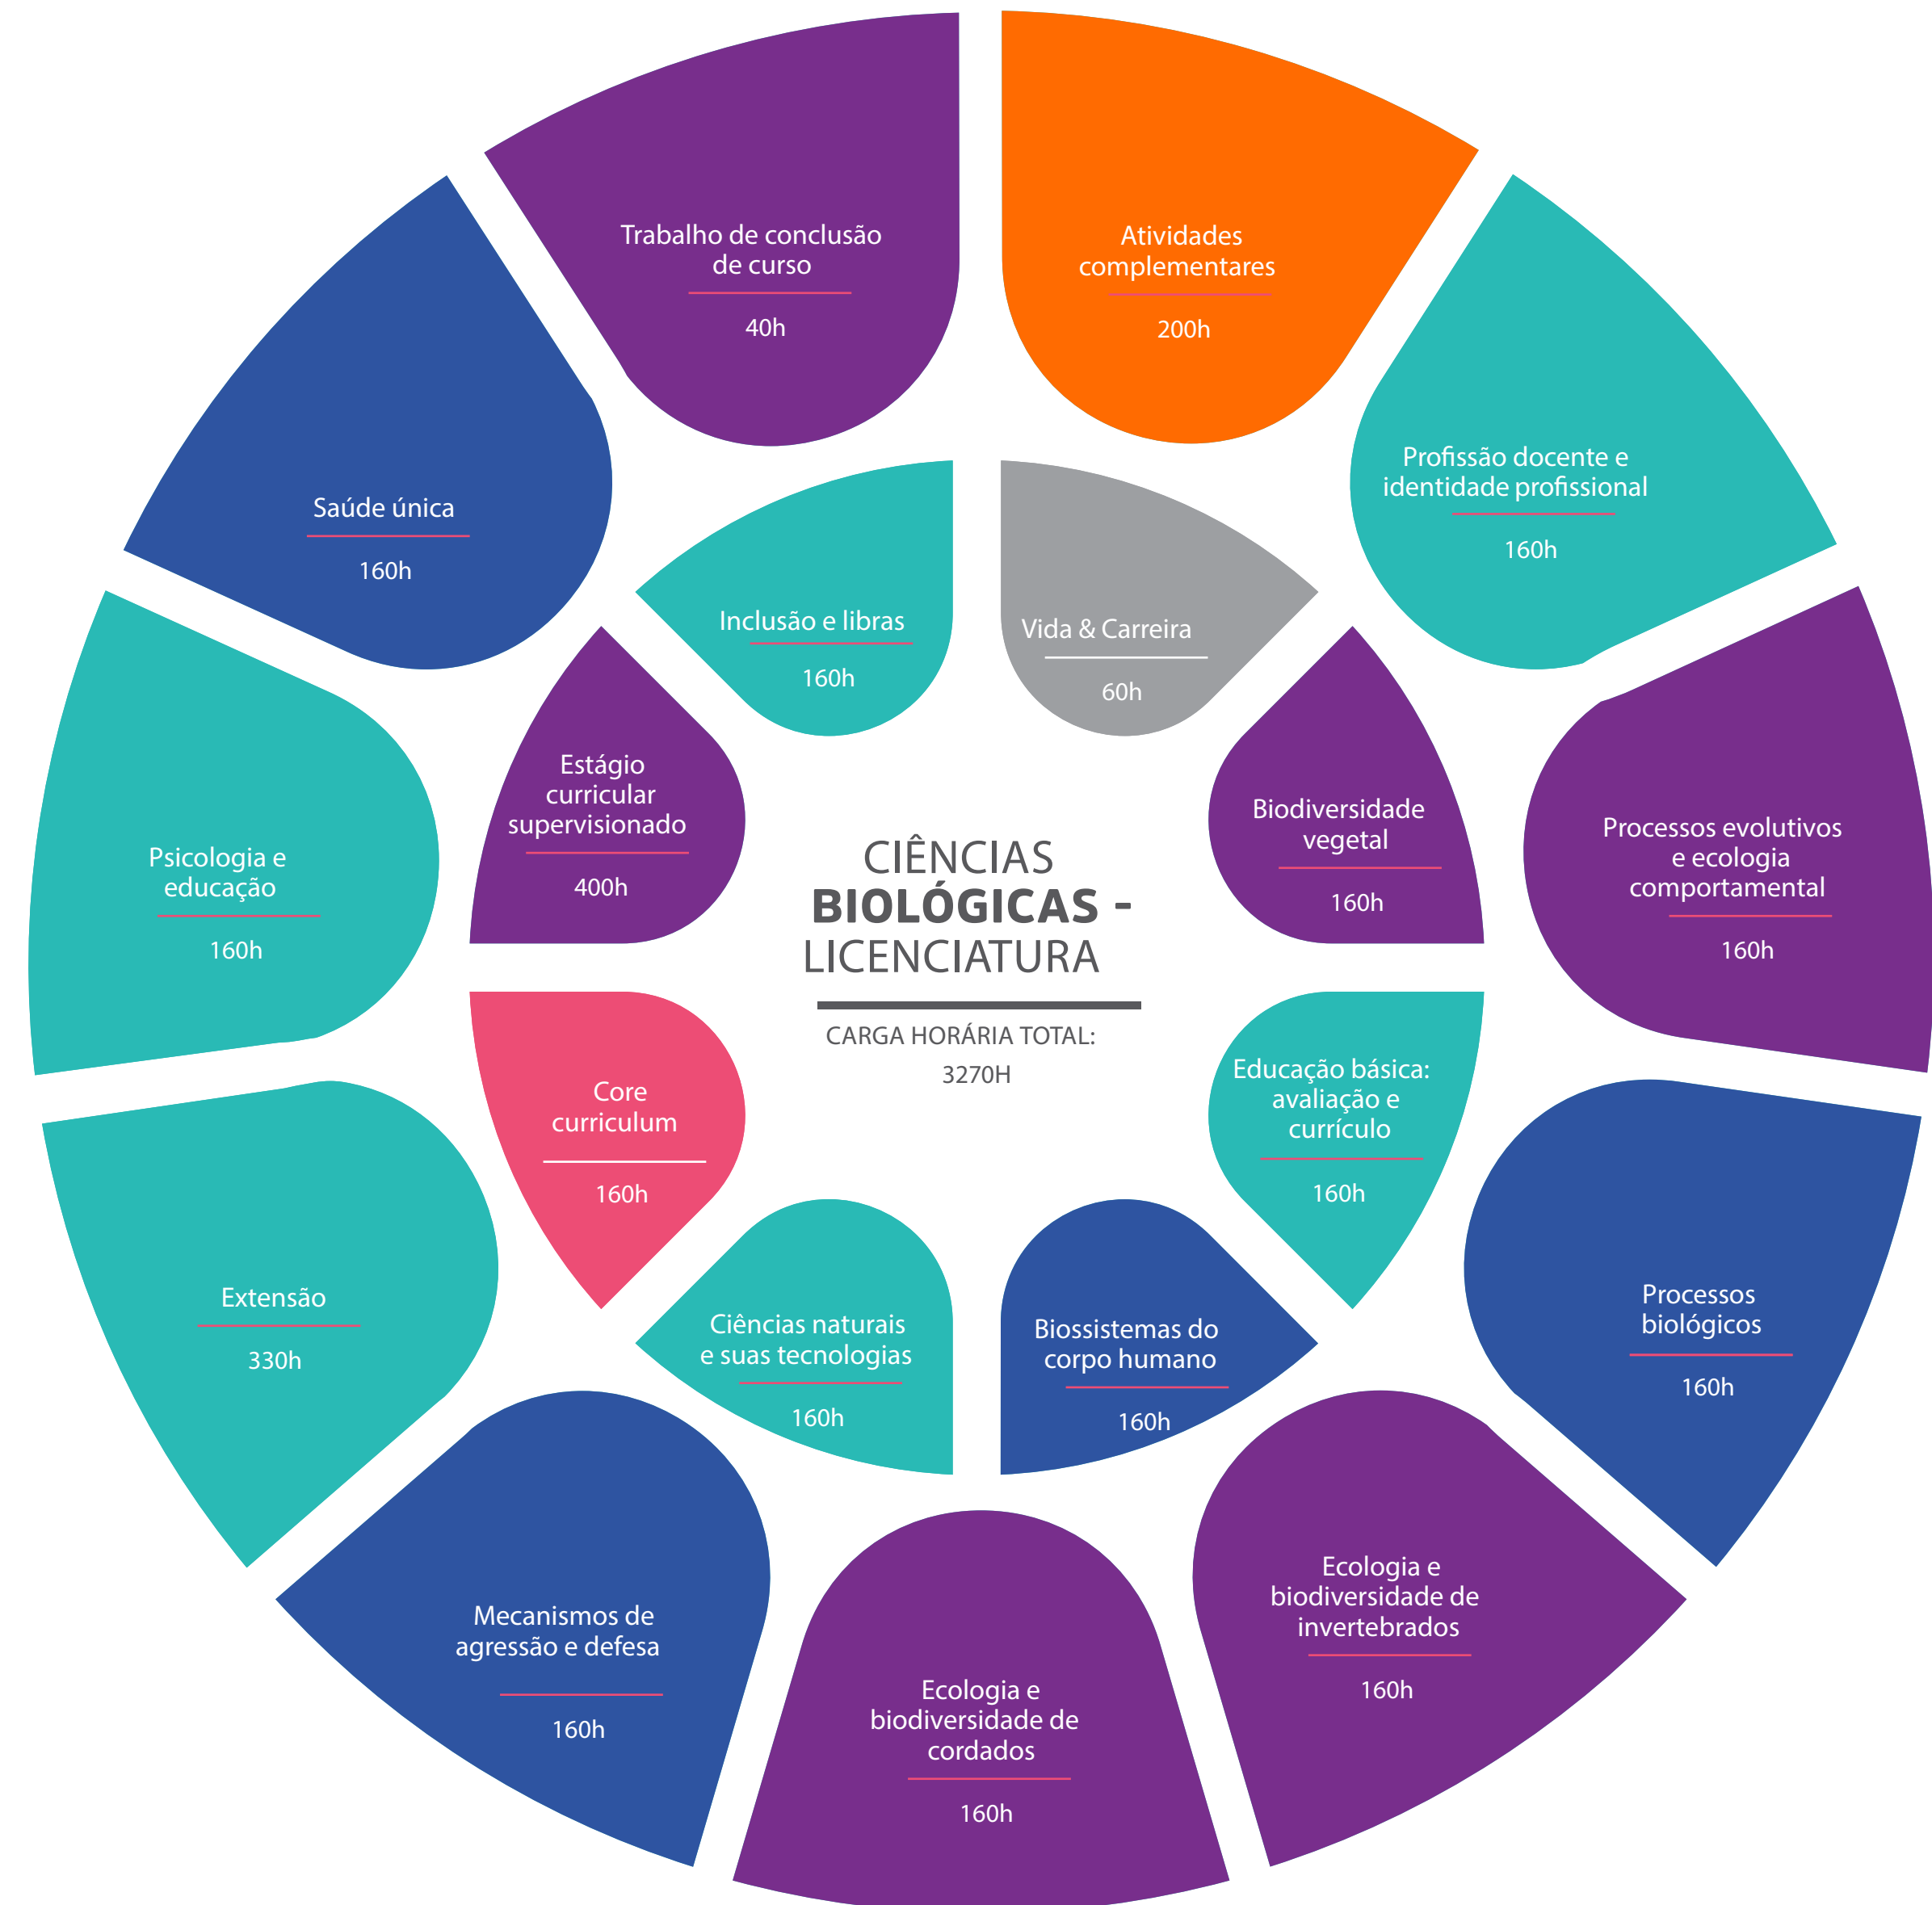 Trabalho de conclusão
de curso
40h
Atividades
complementares
200h
Profissão docente e
identidade profissional
160h
Saúde única
160h
Inclusão e libras
160h
Vida & Carreira
60h
Estágio
curricular
supervisionado
400h
Biodiversidade
vegetal
160h
Processos evolutivos
e ecologia
comportamental
160h
Psicologia e
educação
160h
CIÊNCIAS
BIOLÓGICAS -
LICENCIATURA
CARGA HORÁRIA TOTAL:
3270H
Core
curriculum
160h
Educação básica:
avaliação e
currículo
160h
Extensão
330h
Ciências naturais
e suas tecnologias
160h
Biossistemas do
corpo humano
160h
Processos
biológicos
160h
Mecanismos de
agressão e defesa
160h
Ecologia e
biodiversidade de
cordados
160h
Ecologia e
biodiversidade de
invertebrados
160h